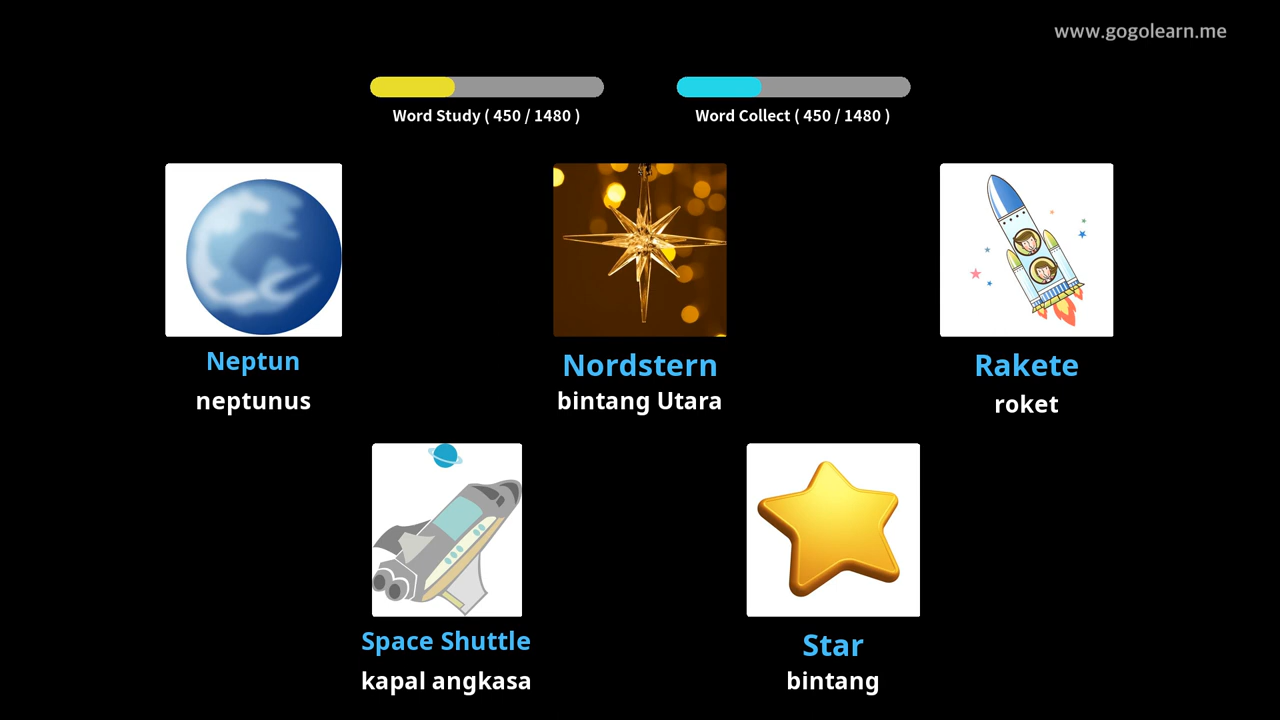 www.gogolearn.me
Word Study ( 450 / 1480 )
Word Collect ( 450 / 1480 )
Neptun
neptunus
Nordstern
bintang Utara
Rakete
roket
Space Shuttle
kapal angkasa
Star
bintang